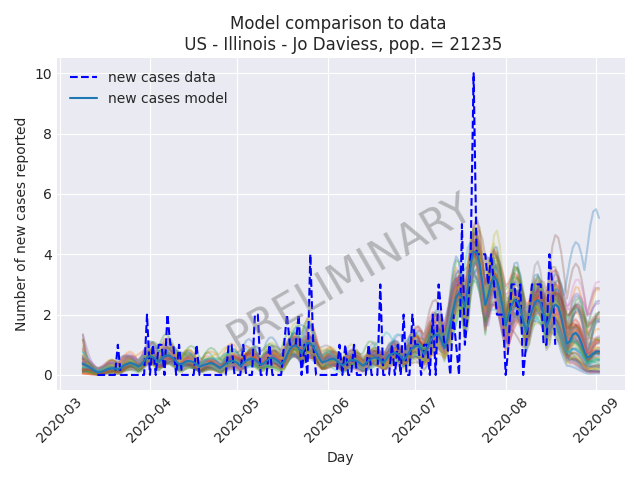 Model comparison to data
US - Illinois - Jo Daviess, pop. = 21235
new cases data
new cases model
PRELIMINARY
Number of new cases reported
10
8
6
4
2
0
2020-03
2020-04
2020-05
2020-06
2020-07
2020-08
2020-09
Day